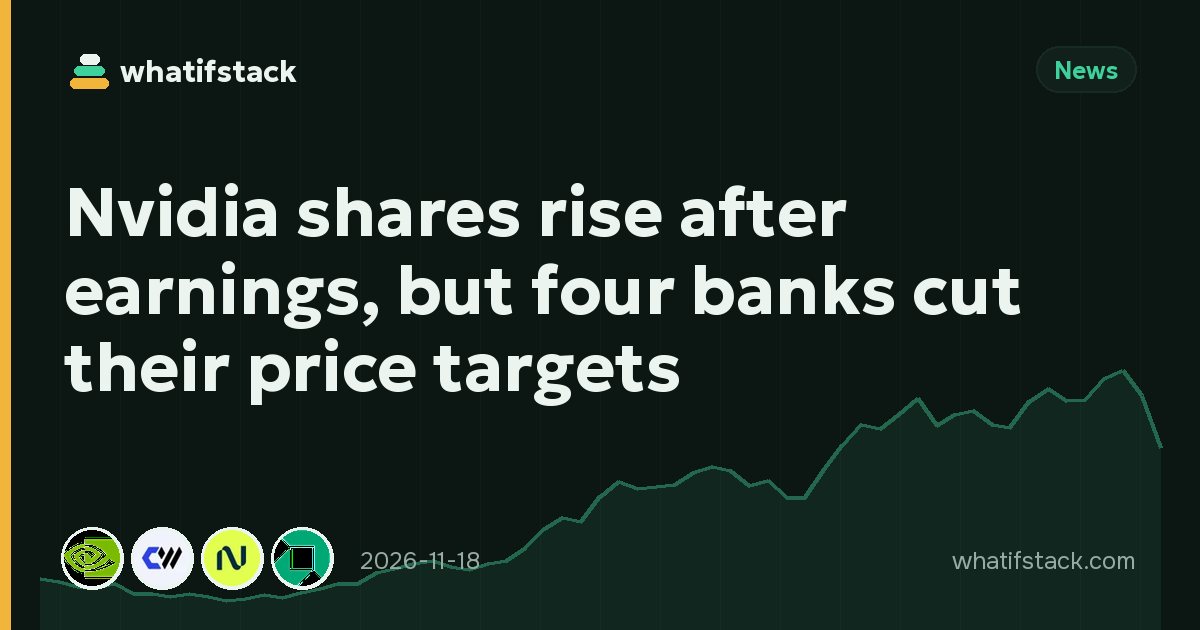 whatifstack
News
Nvidia shares rise after
earnings, but four banks cut
their price targets
2026-11-18
whatifstack.com